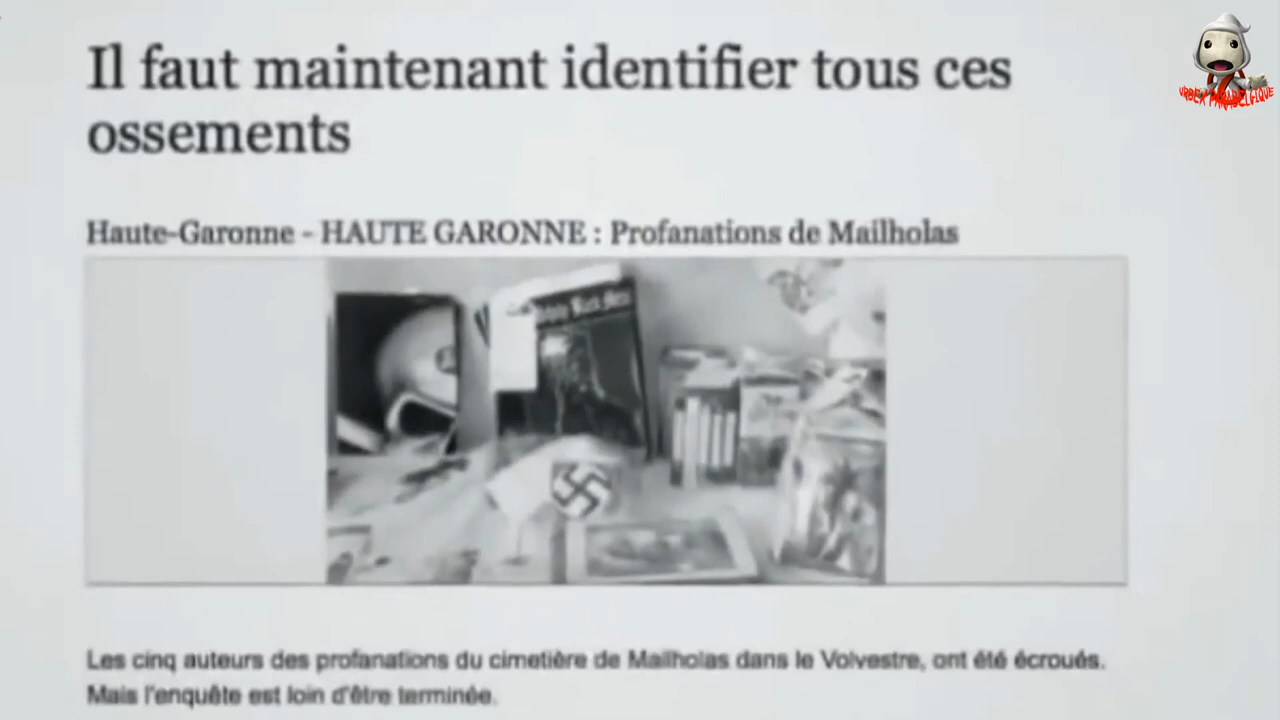 Il faut maintenant identifier tous ces
ossements
Haute-Garonne - HAUTE GARONNE : Profanations de Mailholas
Les cinq auteurs des profanations du cimetière de Mailholas dans le Volvestre, ont été écroués.
Mais l'enquête est loin d'être terminée.